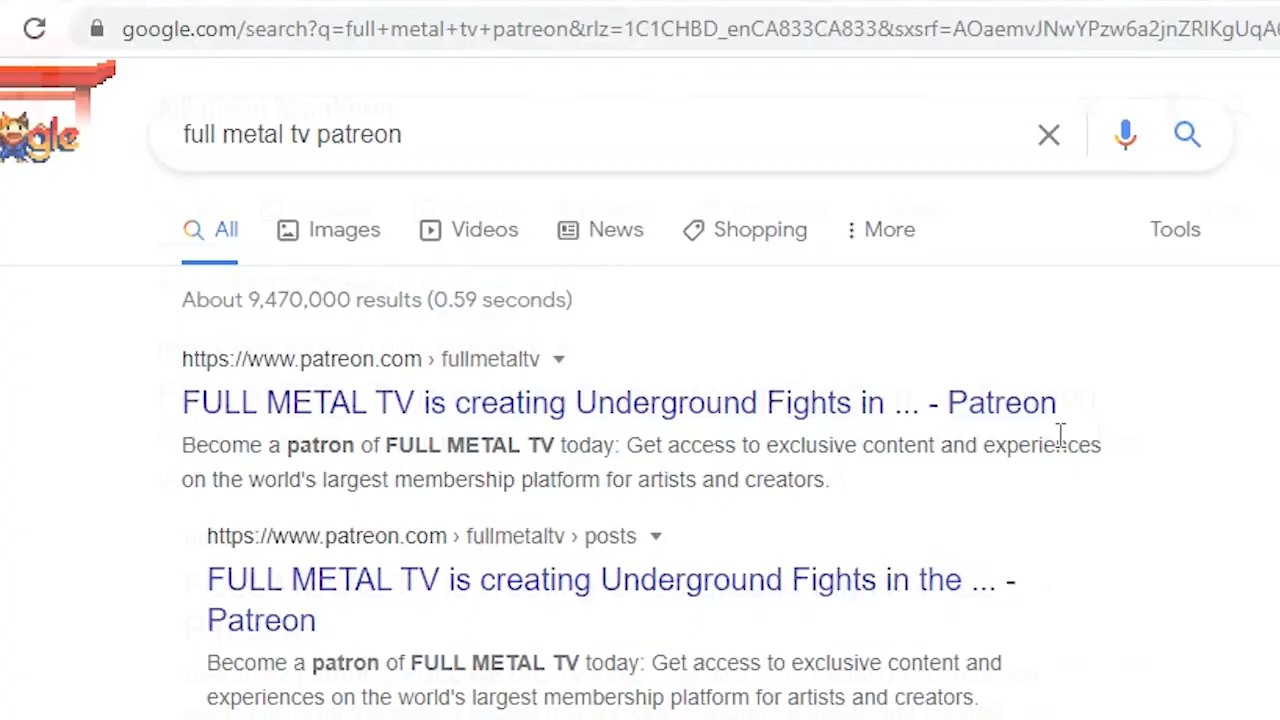 google.com/search?q=full+metal+tv+patreon&rlz=1C1CHBD_enCA833CA833&sxsrf=AOaemvJNwYPzw6a2jnZRlKgUqA
gle
full metal tv patreon
All Images Videos News Shopping More Tools
About 9,470,000 results (0.59 seconds)
https://www.patreon.com › fullmetaltv
FULL METAL TV is creating Underground Fights in ... - Patreon
Become a patron of FULL METAL TV today: Get access to exclusive content and experiences
on the world's largest membership platform for artists and creators.
https://www.patreon.com › fullmetaltv › posts
FULL METAL TV is creating Underground Fights in the ... -
Patreon
Become a patron of FULL METAL TV today: Get access to exclusive content and
experiences on the world's largest membership platform for artists and creators.